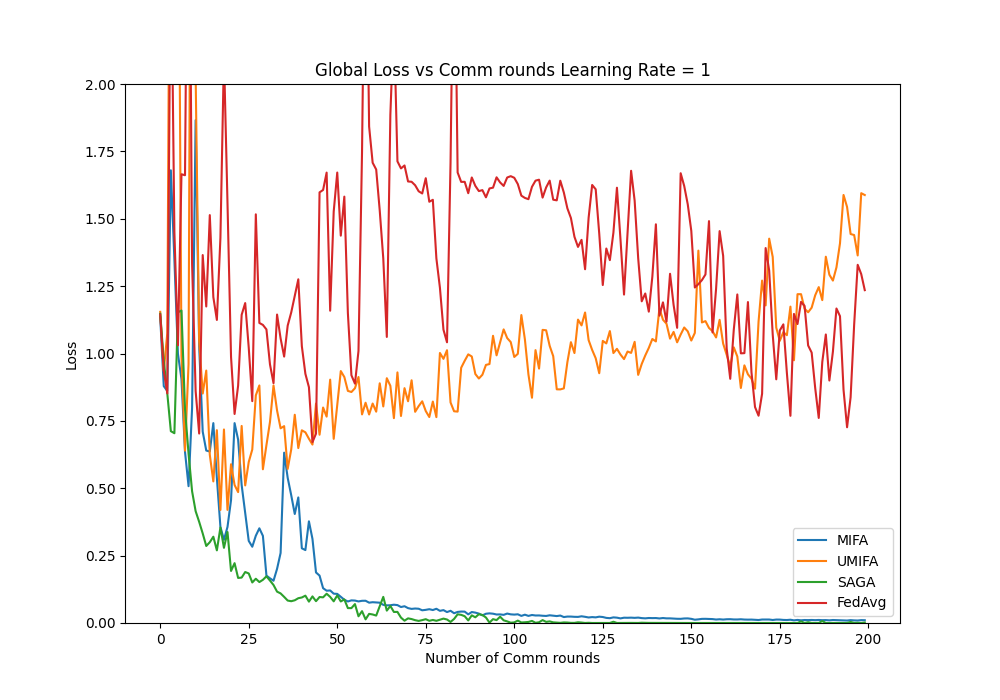 Global Loss vs Comm rounds Learning Rate = 1
2.00
1.75
1.50
1.25
1.00
0.75
0.50
0.25
0.00
Loss
0 25 50 75 100 125 150 175 200
Number of Comm rounds
MIFA
UMIFA
SAGA
FedAvg